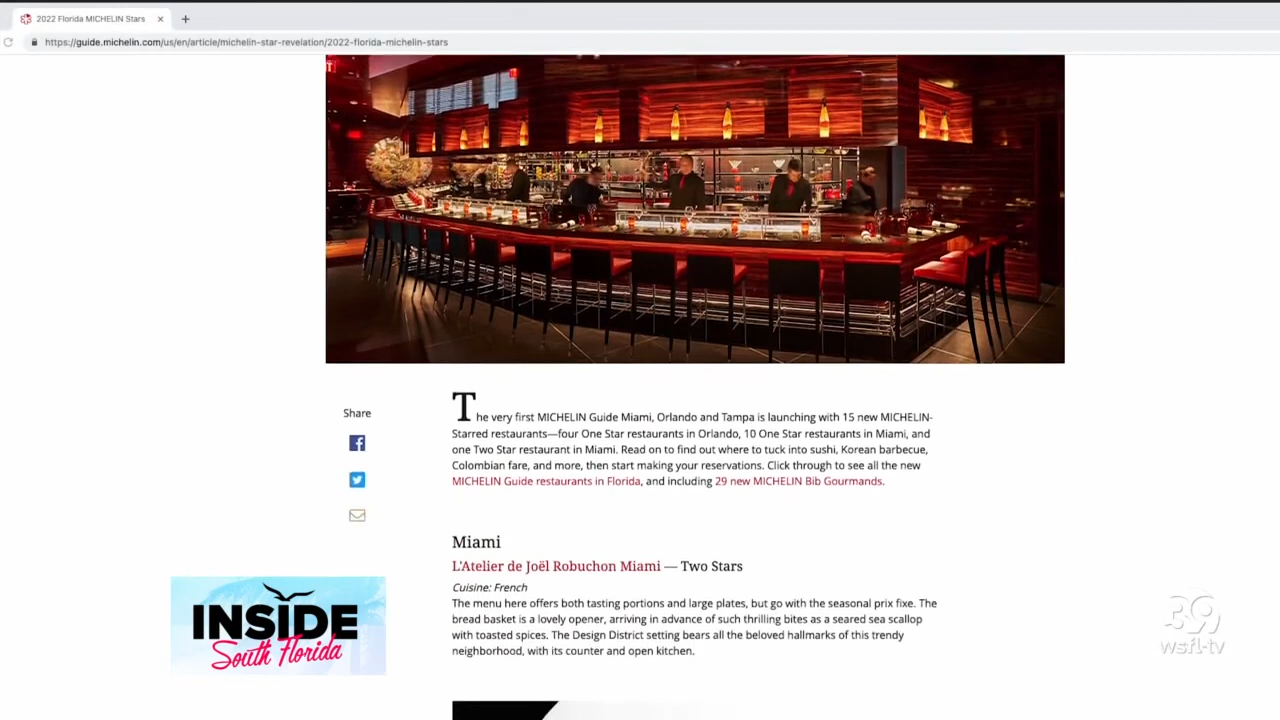 2022 Florida MICHELIN Stars
https://guide.michelin.com/us/en/article/michelin-star-revelation/2022-florida-michelin-stars
Share
The very first MICHELIN Guide Miami, Orlando and Tampa is launching with 15 new MICHELIN-
Starred restaurants—four One Star restaurants in Orlando, 10 One Star restaurants in Miami, and
one Two Star restaurant in Miami. Read on to find out where to tuck into sushi, Korean barbecue,
Colombian fare, and more, then start making your reservations. Click through to see all the new
MICHELIN Guide restaurants in Florida, and including 29 new MICHELIN Bib Gourmands.
Miami
L'Atelier de Joël Robuchon Miami — Two Stars
Cuisine: French
The menu here offers both tasting portions and large plates, but go with the seasonal prix fixe. The
bread basket is a lovely opener, arriving in advance of such thrilling bites as a seared sea scallop
with toasted spices. The Design District setting bears all the beloved hallmarks of this trendy
neighborhood, with its counter and open kitchen.
INSIDE
South Florida
39
wsfl-tv